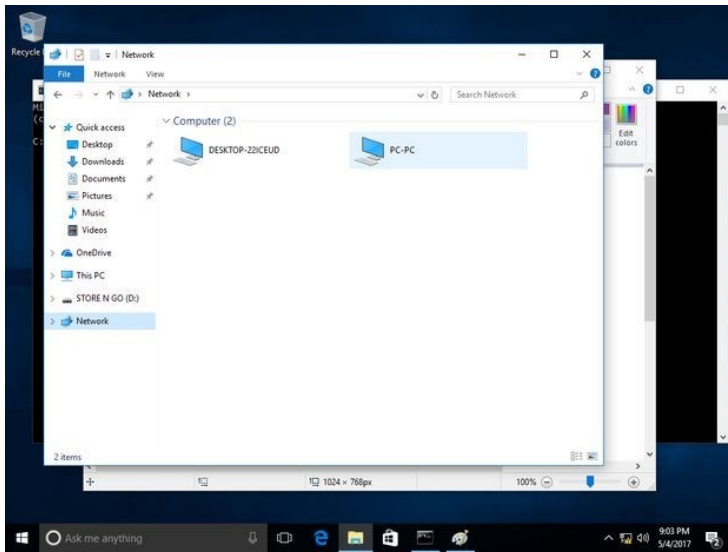 Recycle
Network
File
Network
View
Network
Search Network
Quick access
Desktop
Downloads
Documents
Pictures
Music
Videos
OneDrive
This PC
STORE N GO (D:)
Network
Computer (2)
DESKTOP-22ICEUD
PC-PC
2 items
Mi
(c
C:
Edit
colors
1024 × 768px
100%
Ask me anything
9:03 PM
5/4/2017
2